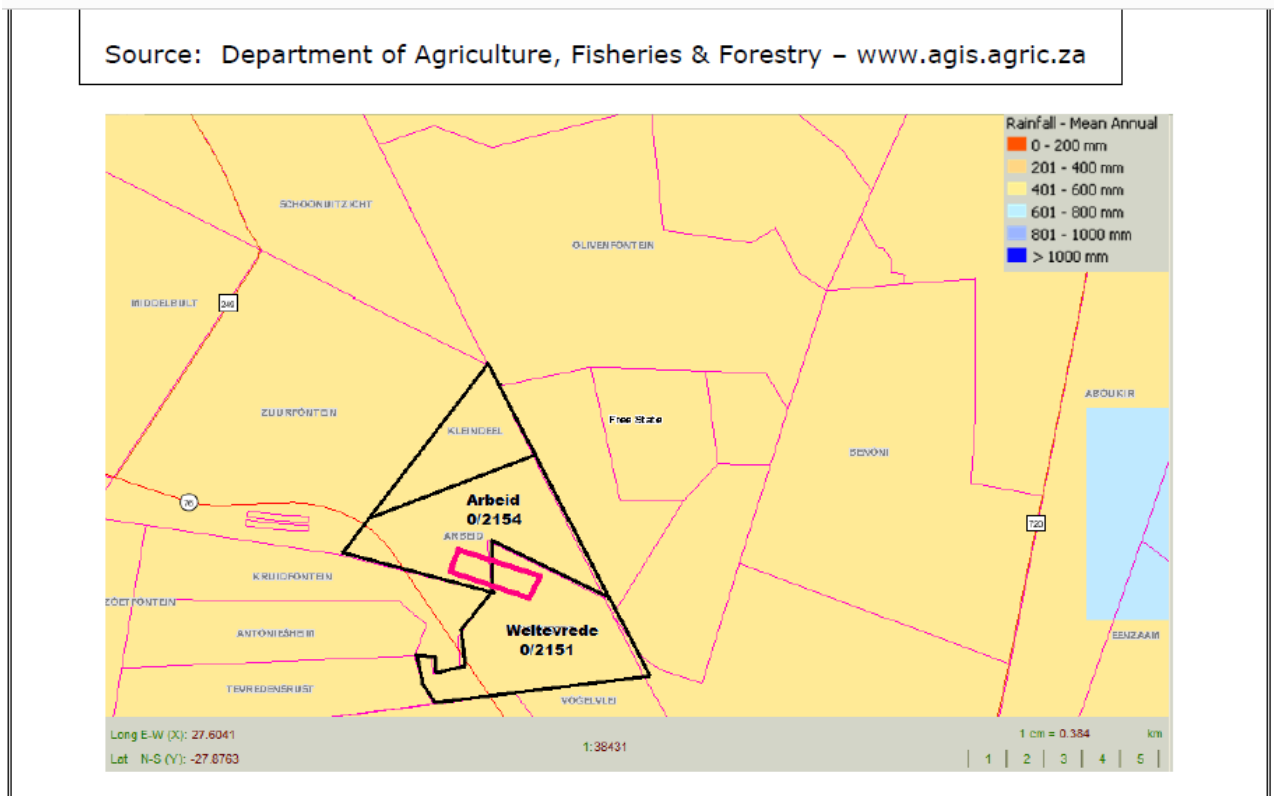 Source: Department of Agriculture, Fisheries & Forestry – www.agis.agric.za
Rainfall - Mean Annual
0 - 200 mm
201 - 400 mm
401 - 600 mm
601 - 800 mm
801 - 1000 mm
> 1000 mm
SCHOONUITZICHT
OLIVENFONTEIN
MIDDELBULT
249
ABOUKIR
ZUURFONTEIN
KLEINDEEL
Free State
BENONI
76
Arbeid
0/2154
720
ARBEID
KRUIDFONTEIN
ZOETFONTEIN
ANTONIESHEIM
Weltevrede
0/2151
EENZAAM
TEVREDENSRUST
VOGELVLEI
Long E-W (X): 27.6041
1:38431
1 cm = 0.384 km
Lat N-S (Y): -27.8763
1 | 2 | 3 | 4 | 5 |